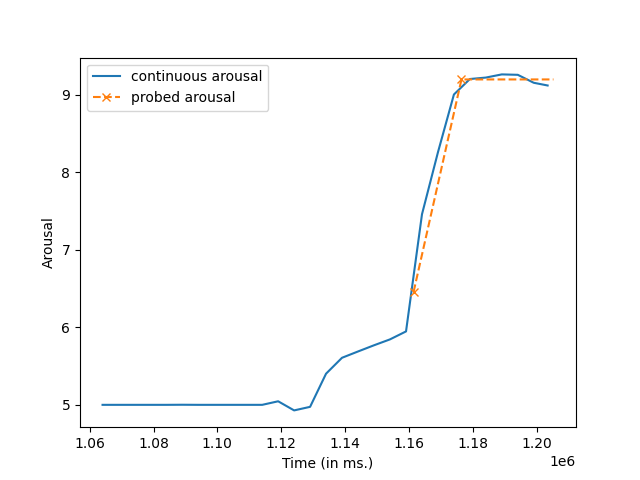 continuous arousal
probed arousal
9
8
7
6
5
Arousal
1.06 1.08 1.10 1.12 1.14 1.16 1.18 1.20
Time (in ms.)
1e6